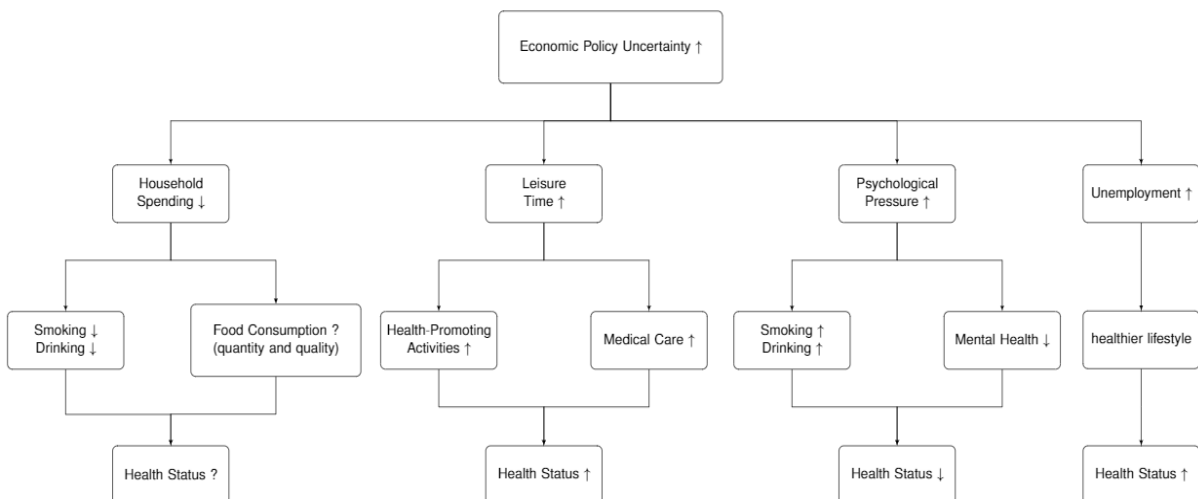 Economic Policy Uncertainty ↑
Household
Spending ↓
Leisure
Time ↑
Psychological
Pressure ↑
Unemployment ↑
Smoking ↓
Drinking ↓
Food Consumption ?
(quantity and quality)
Health-Promoting
Activities ↑
Medical Care ↑
Smoking ↑
Drinking ↑
Mental Health ↓
healthier lifestyle
Health Status ?
Health Status ↑
Health Status ↓
Health Status ↑